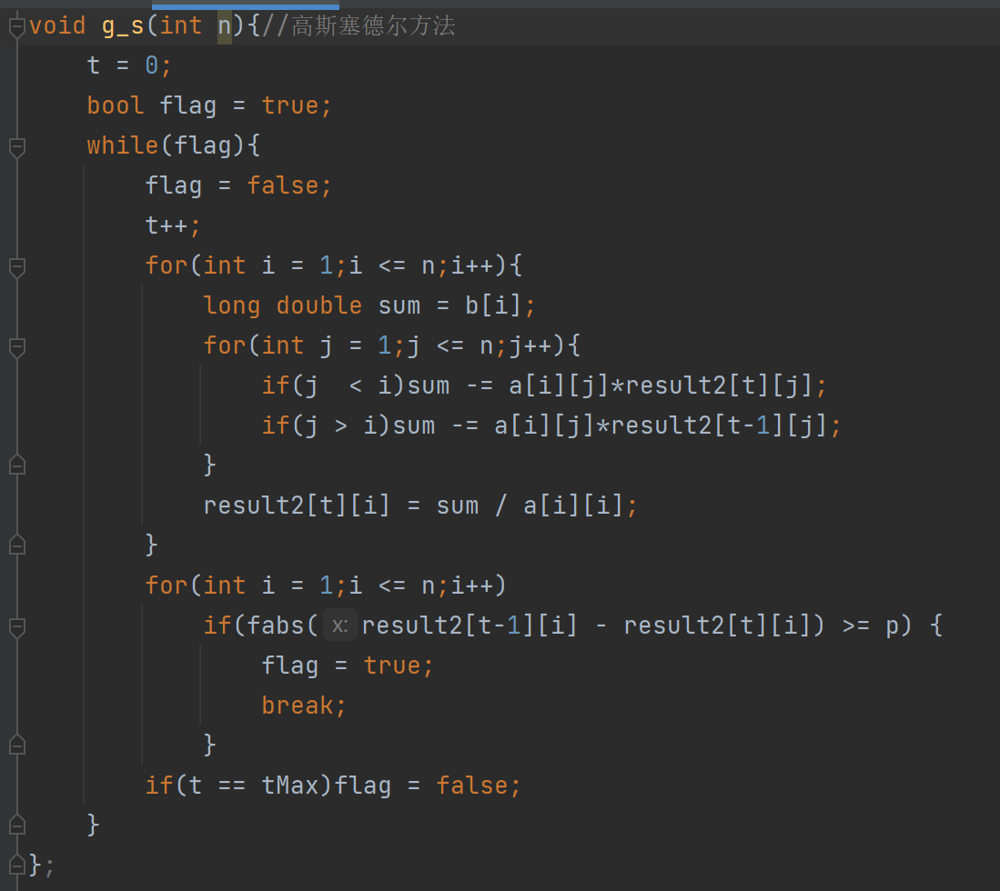 void g_s(int n){//高斯塞德尔方法
    t = 0;
    bool flag = true;
    while(flag){
        flag = false;
        t++;
        for(int i = 1;i <= n;i++){
            long double sum = b[i];
            for(int j = 1;j <= n;j++){
                if(j  < i)sum -= a[i][j]*result2[t][j];
                if(j > i)sum -= a[i][j]*result2[t-1][j];
            }
            result2[t][i] = sum / a[i][i];
        }
        for(int i = 1;i <= n;i++)
            if(fabs( x: result2[t-1][i] - result2[t][i]) >= p) {
                flag = true;
                break;
            }
        if(t == tMax)flag = false;
    }
};